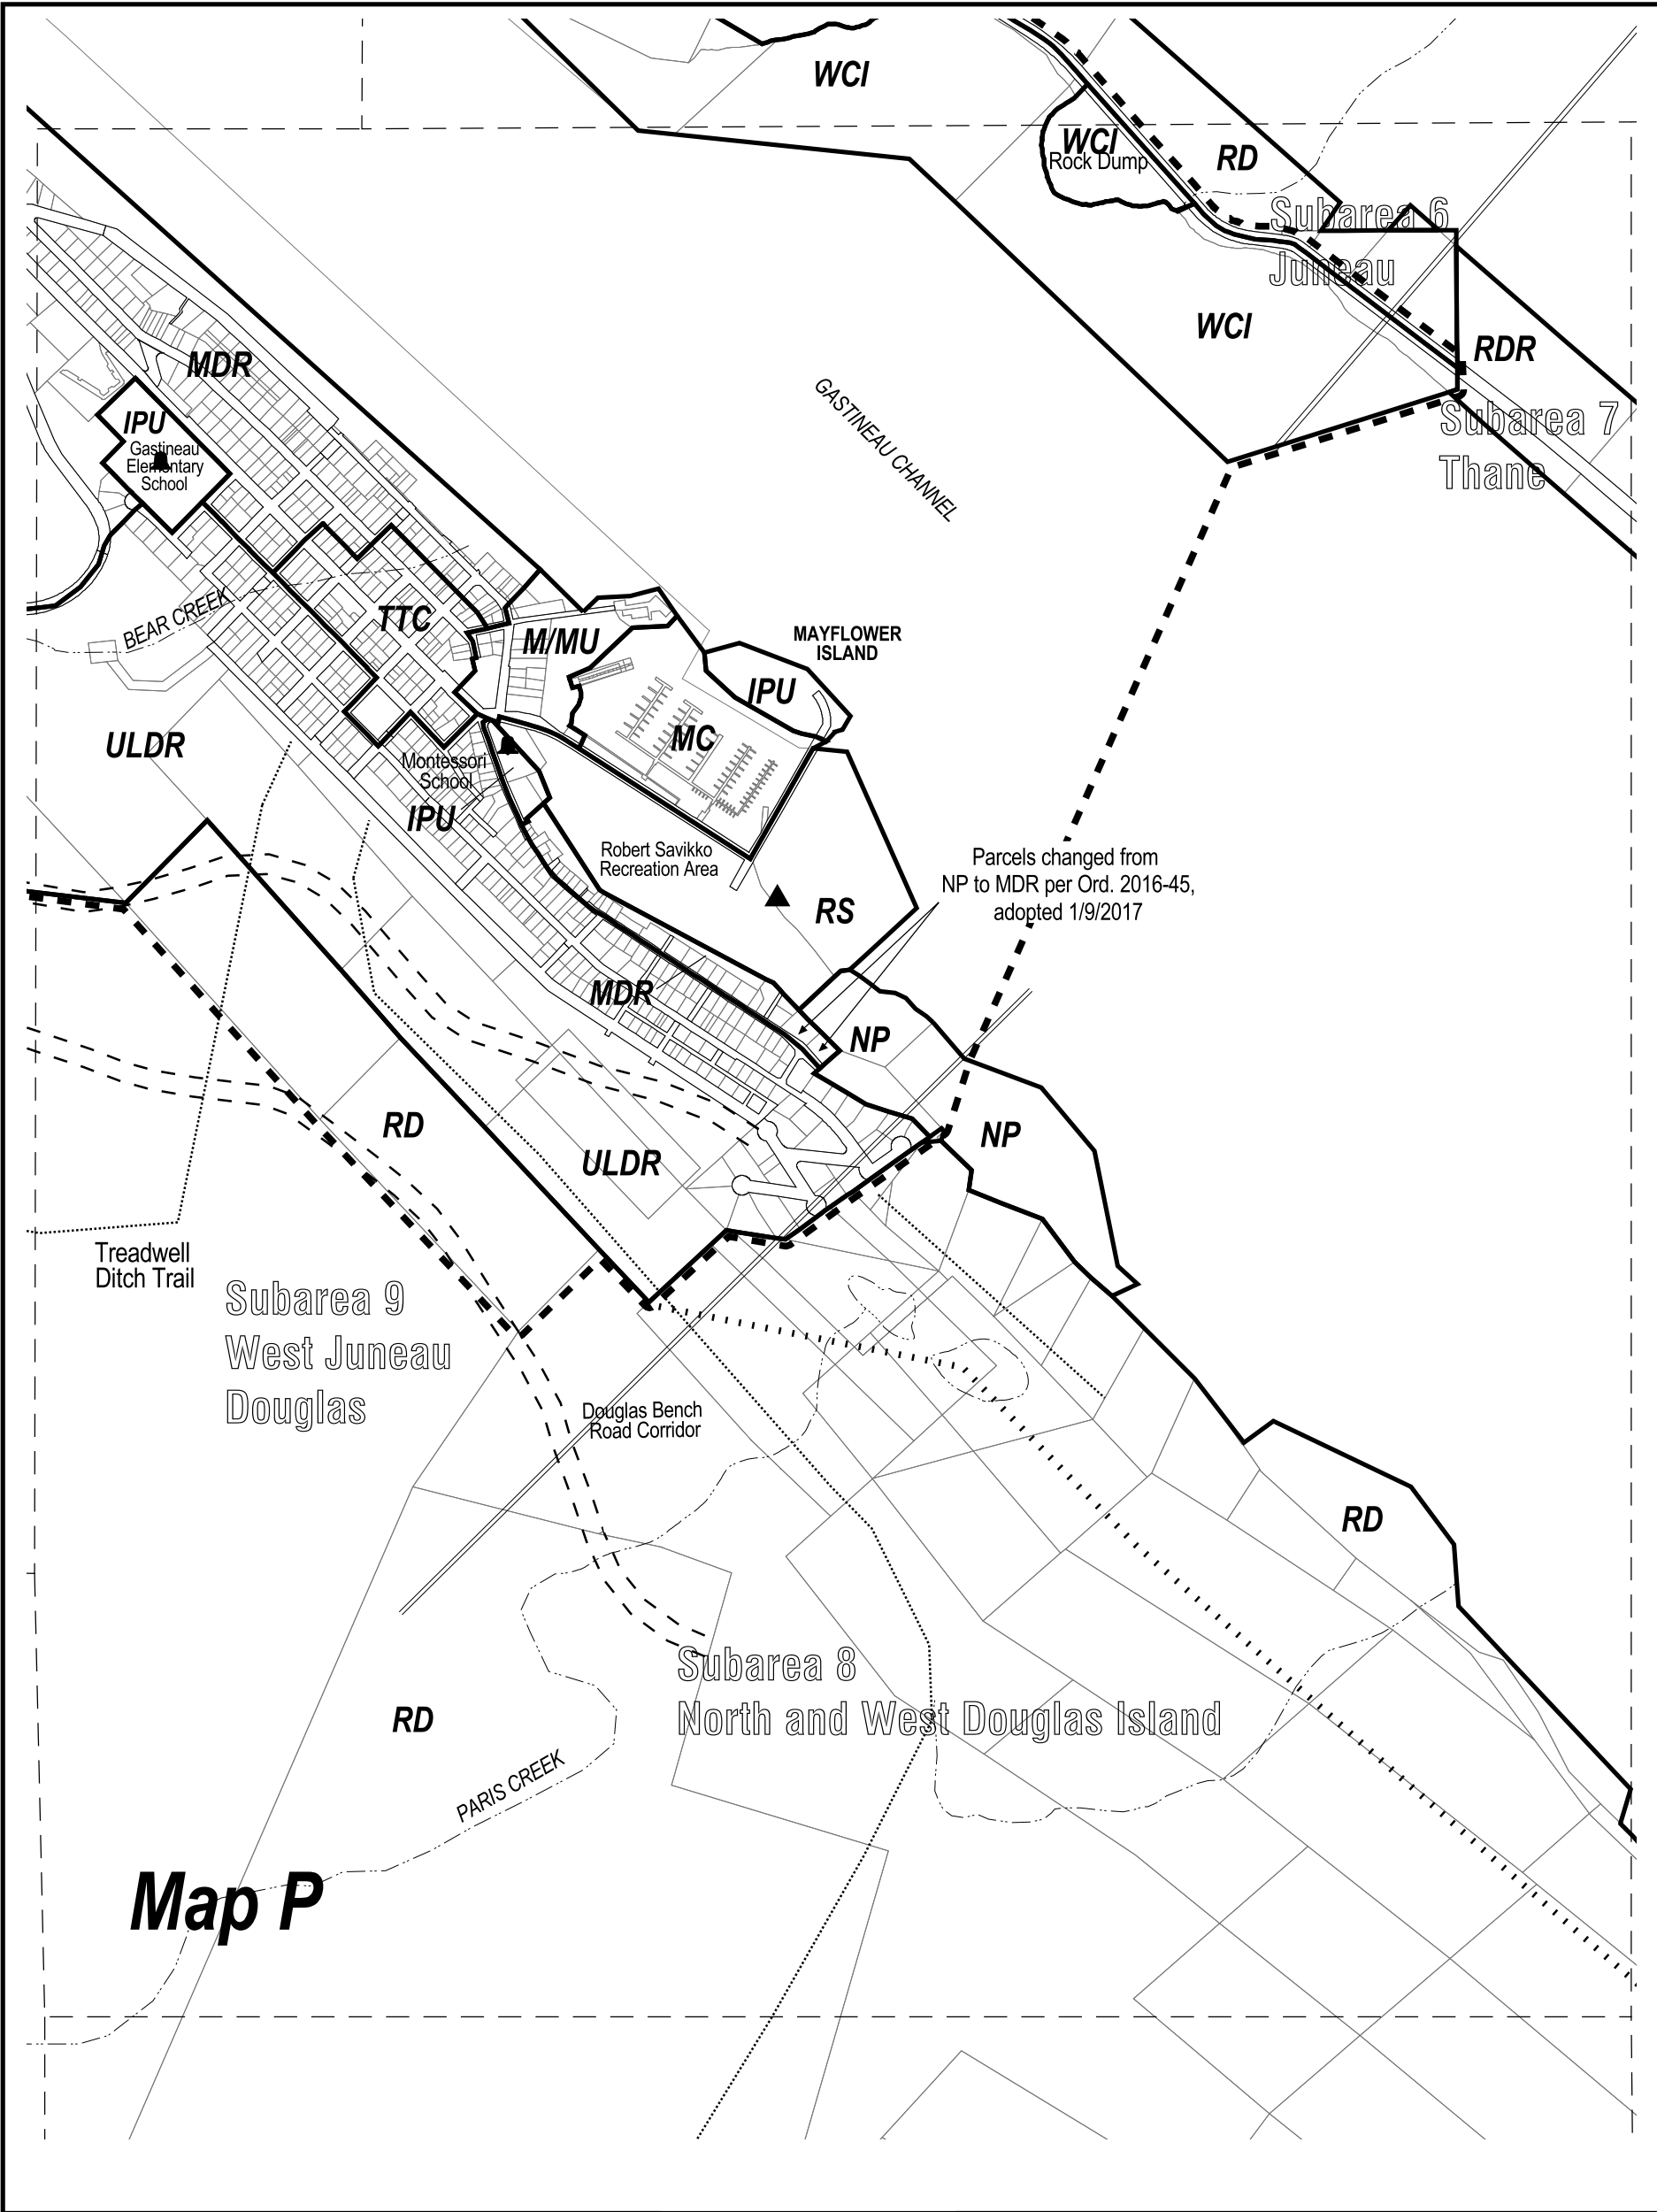 WCI
WCI
Rock Dump
RD
Subarea 6
Juneau
WCI
RDR
MDR
GASTINEAU CHANNEL
Subarea 7
Thane
IPU
Gastineau
Elementary
School
BEAR CREEK
TTC
M/MU
MAYFLOWER
ISLAND
IPU
MC
ULDR
Montessori
School
IPU
Robert Savikko
Recreation Area
RS
Parcels changed from
NP to MDR per Ord. 2016-45,
adopted 1/9/2017
MDR
NP
RD
NP
ULDR
Treadwell
Ditch Trail
Subarea 9
West Juneau
Douglas
Douglas Bench
Road Corridor
RD
Subarea 8
North and West Douglas Island
RD
PARIS CREEK
Map P